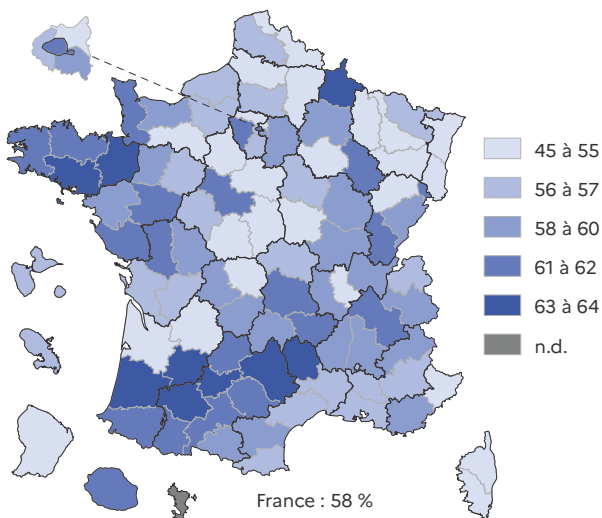 45 à 55
56 à 57
58 à 60
61 à 62
63 à 64
n.d.
France : 58 %